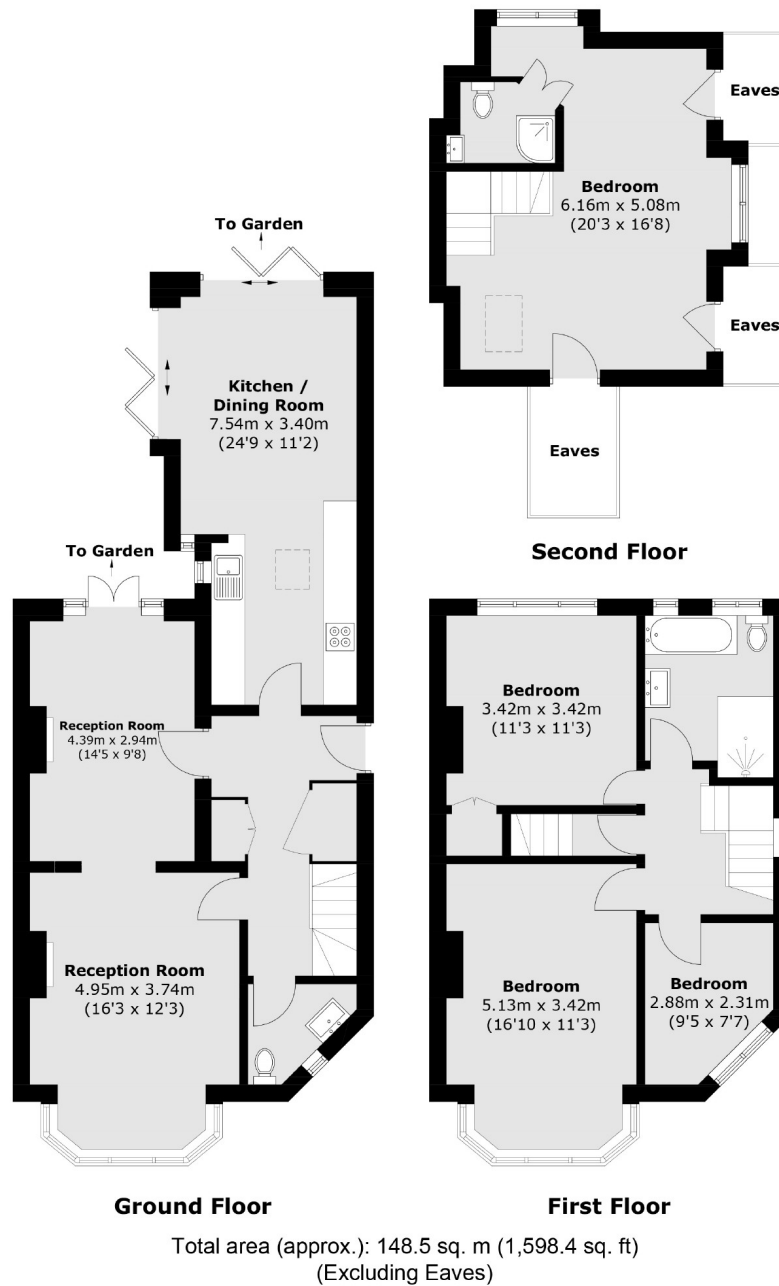 Eaves
Bedroom
6.16m x 5.08m
(20'3 x 16'8)
Eaves
Eaves
Second Floor
To Garden
Kitchen /
Dining Room
7.54m x 3.40m
(24'9 x 11'2)
To Garden
Reception Room
4.39m x 2.94m
(14'5 x 9'8)
Reception Room
4.95m x 3.74m
(16'3 x 12'3)
Ground Floor
Bedroom
3.42m x 3.42m
(11'3 x 11'3)
Bedroom
5.13m x 3.42m
(16'10 x 11'3)
Bedroom
2.88m x 2.31m
(9'5 x 7'7)
First Floor
Total area (approx.): 148.5 sq. m (1,598.4 sq. ft)
(Excluding Eaves)